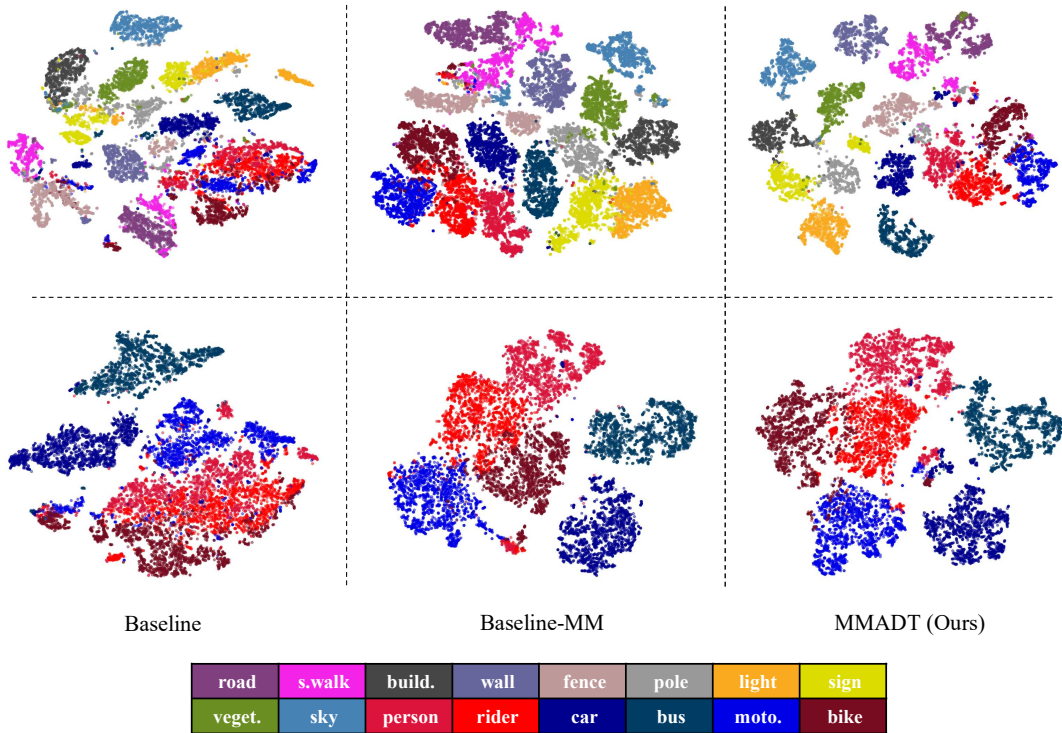 Baseline Baseline-MM MMADT (Ours)
road s.walk build. wall fence pole light sign
veget. sky person rider car bus moto. bike